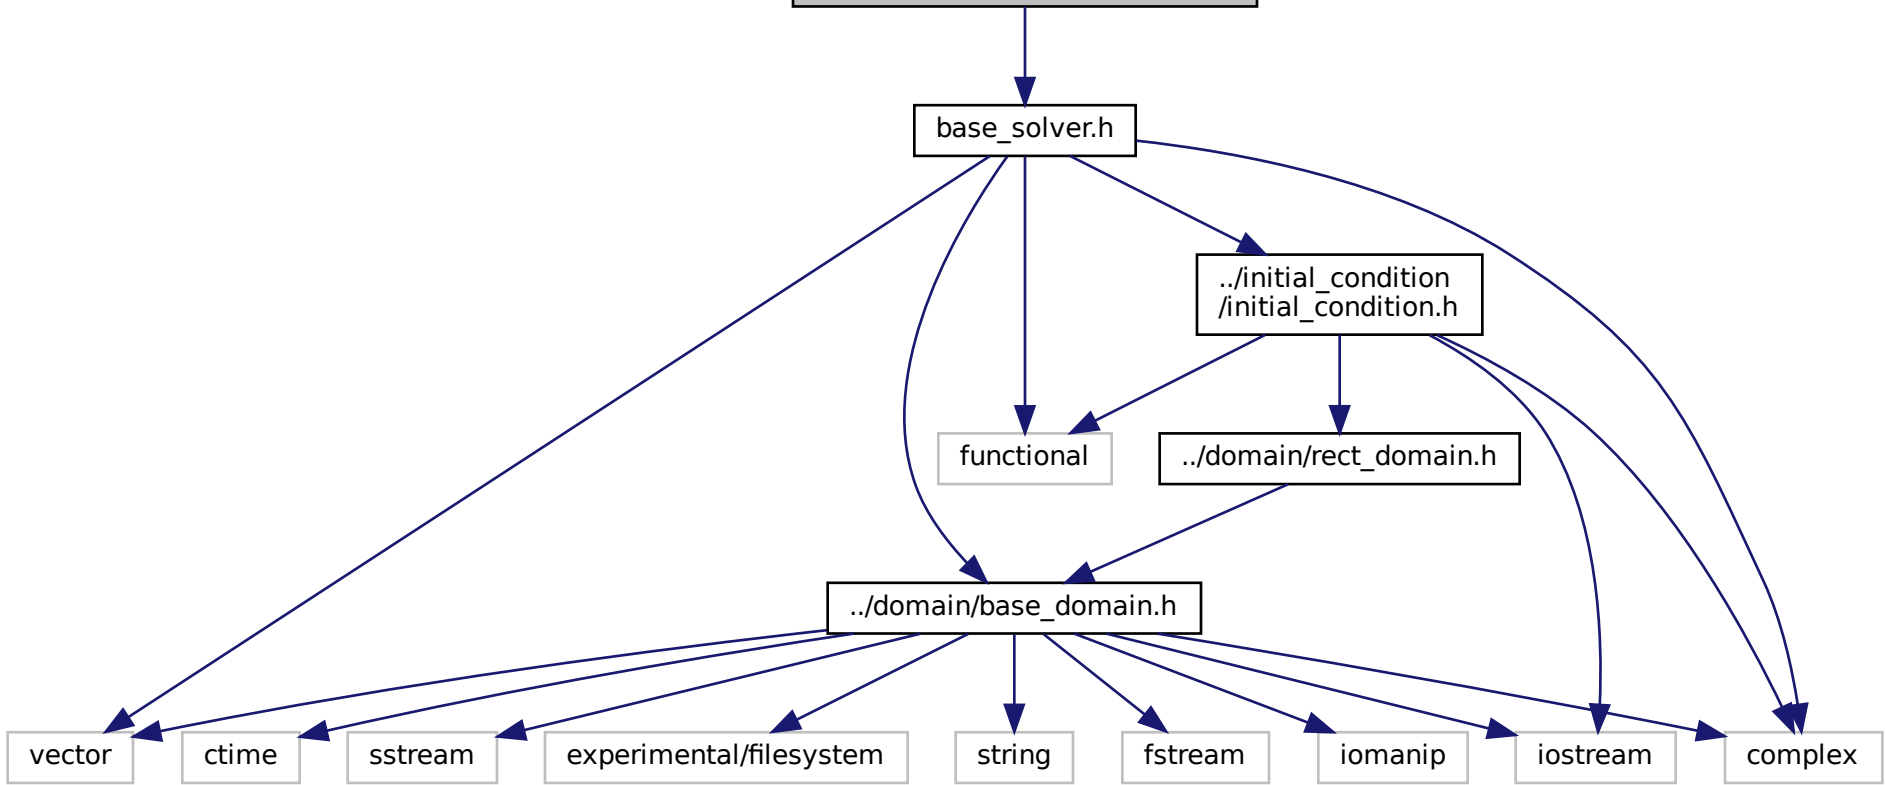 base_solver.h
../initial_condition
/initial_condition.h
functional
../domain/rect_domain.h
../domain/base_domain.h
vector
ctime
sstream
experimental/filesystem
string
fstream
iomanip
iostream
complex